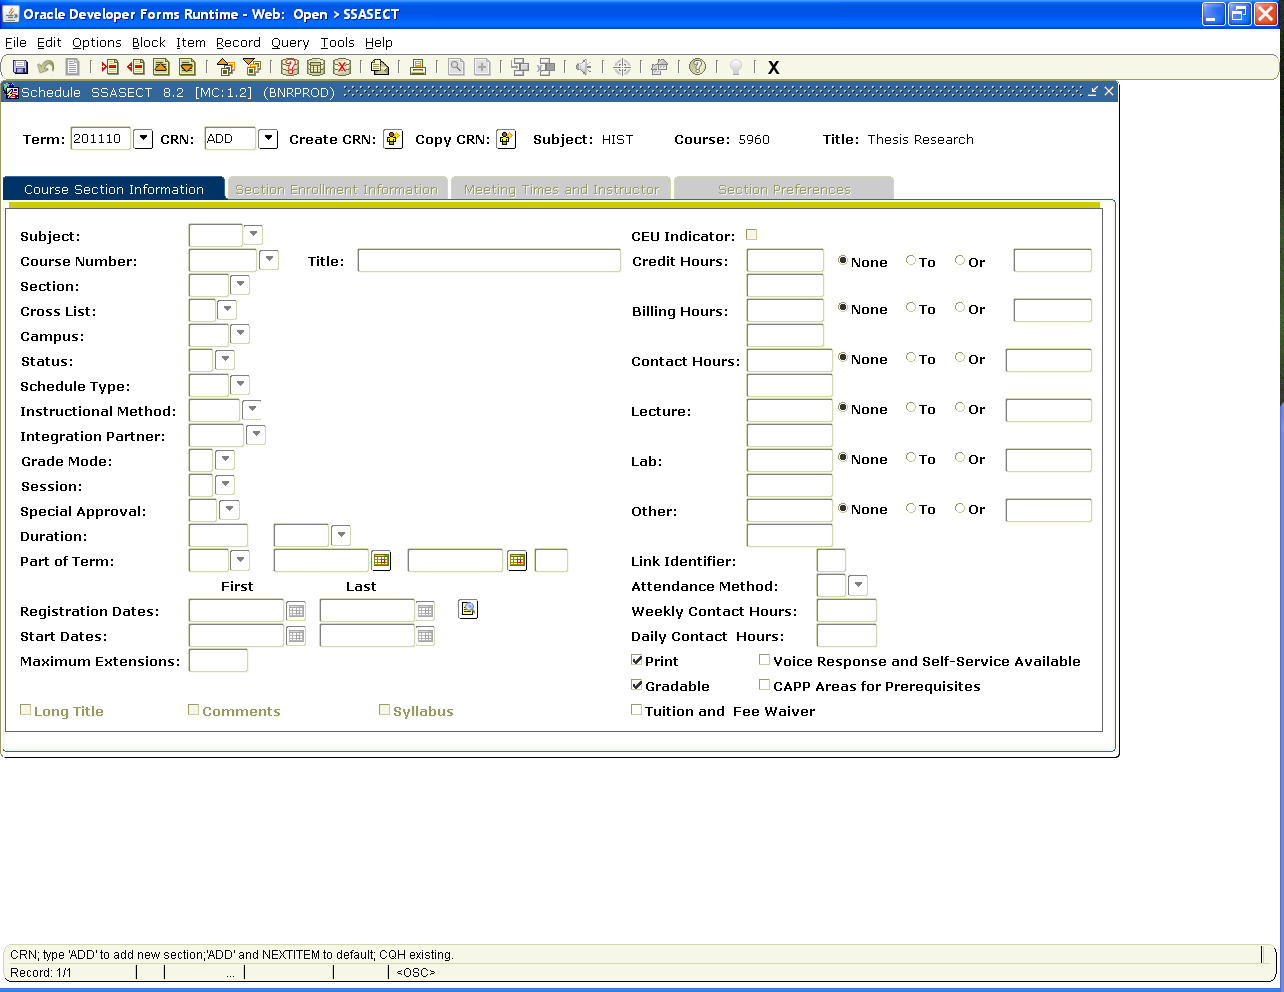 Oracle Developer Forms Runtime - Web: Open > SSASECT
File Edit Options Block Item Record Query Tools Help
X
Schedule SSASECT 8.2 [MC:1.2] (BNRPROD)
Term: 201110 CRN: ADD Create CRN: Copy CRN: Subject: HIST Course: 5960 Title: Thesis Research
Course Section Information Section Enrollment Information Meeting Times and Instructor Section Preferences
Subject: CEU Indicator:
Course Number: Title: Credit Hours: None To Or
Section:
Cross List: Billing Hours: None To Or
Campus:
Status: Contact Hours: None To Or
Schedule Type:
Instructional Method: Lecture: None To Or
Integration Partner:
Grade Mode: Lab: None To Or
Session:
Special Approval: Other: None To Or
Duration:
Part of Term: Link Identifier:
First Last Attendance Method:
Registration Dates: Weekly Contact Hours:
Start Dates: Daily Contact Hours:
Maximum Extensions: Print Voice Response and Self-Service Available
Gradable CAPP Areas for Prerequisites
Long Title Comments Syllabus Tuition and Fee Waiver
CRN; type 'ADD' to add new section;'ADD' and NEXTITEM to default; CQH existing.
Record: 1/1 ... <OSC>